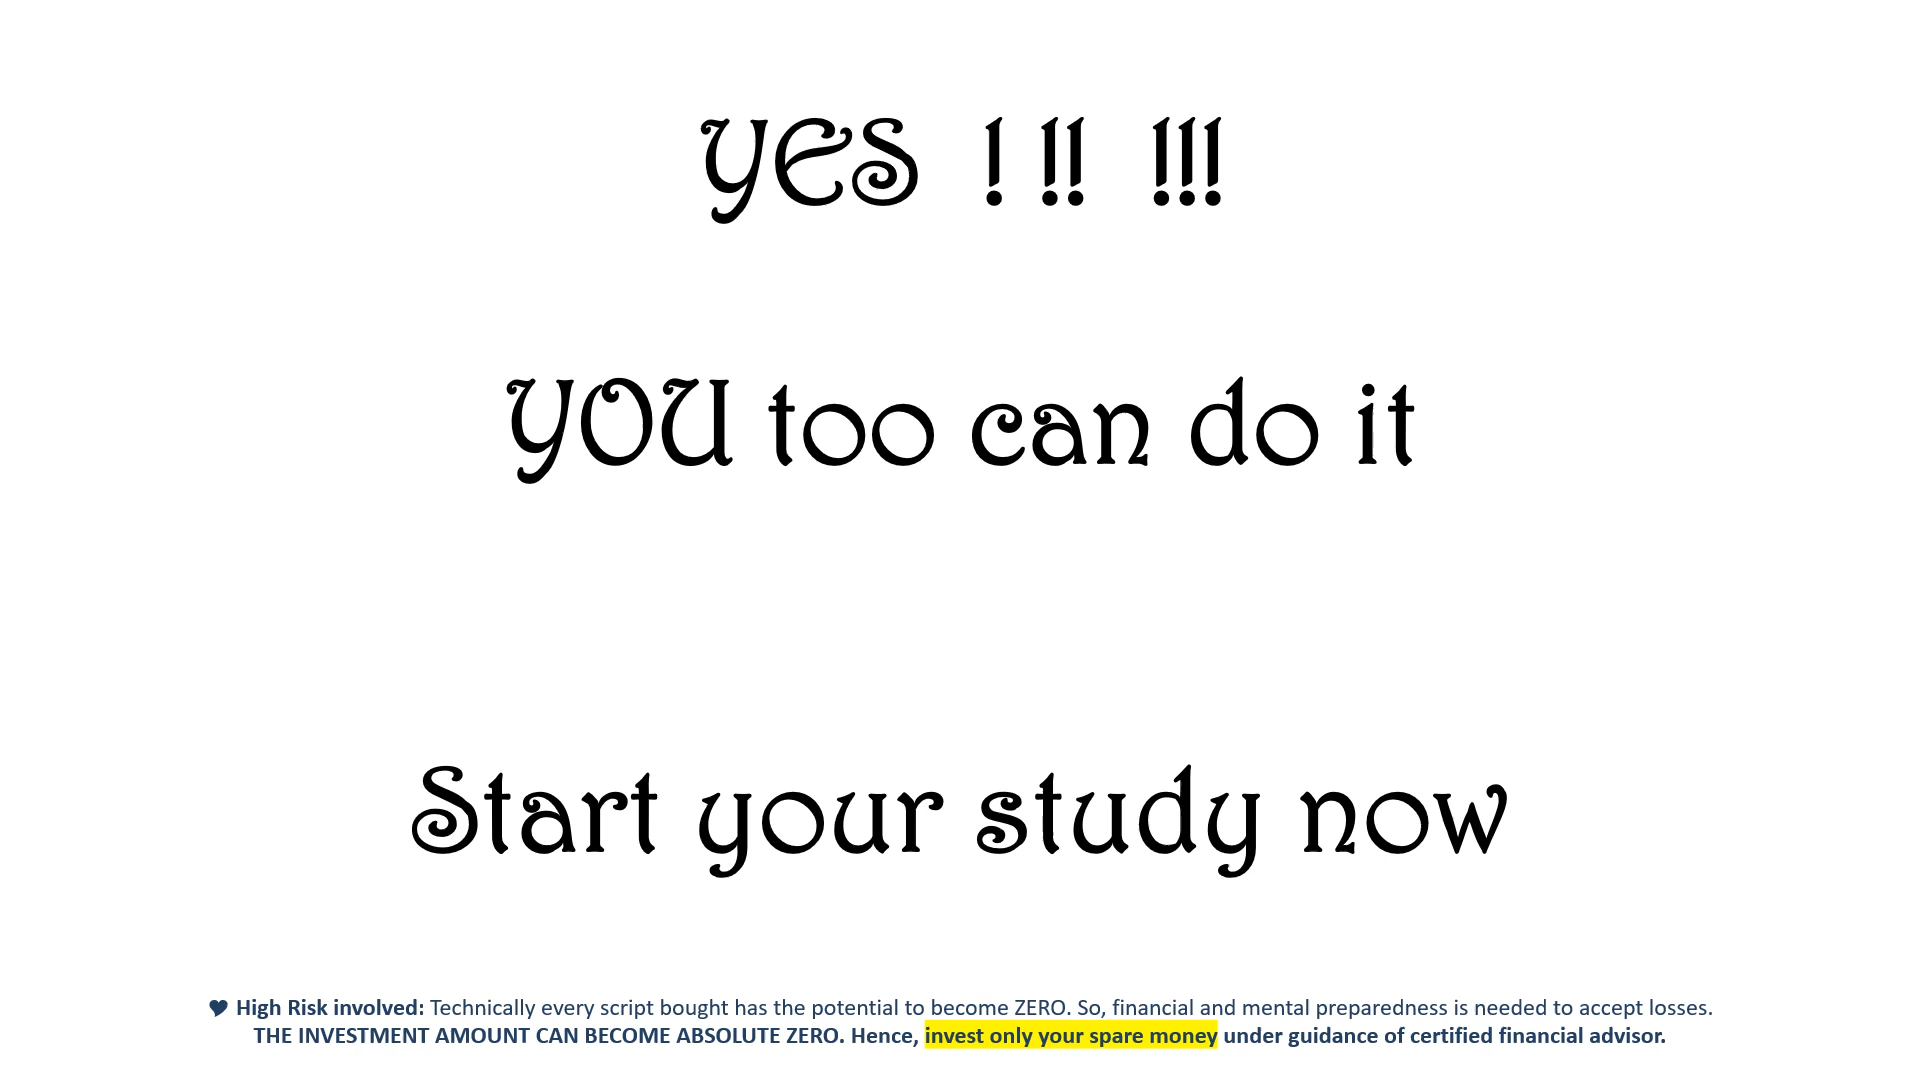 YES ! !! !!!
YOU too can do it
Start your study now
♥ High Risk involved: Technically every script bought has the potential to become ZERO. So, financial and mental preparedness is needed to accept losses.
THE INVESTMENT AMOUNT CAN BECOME ABSOLUTE ZERO. Hence, invest only your spare money under guidance of certified financial advisor.